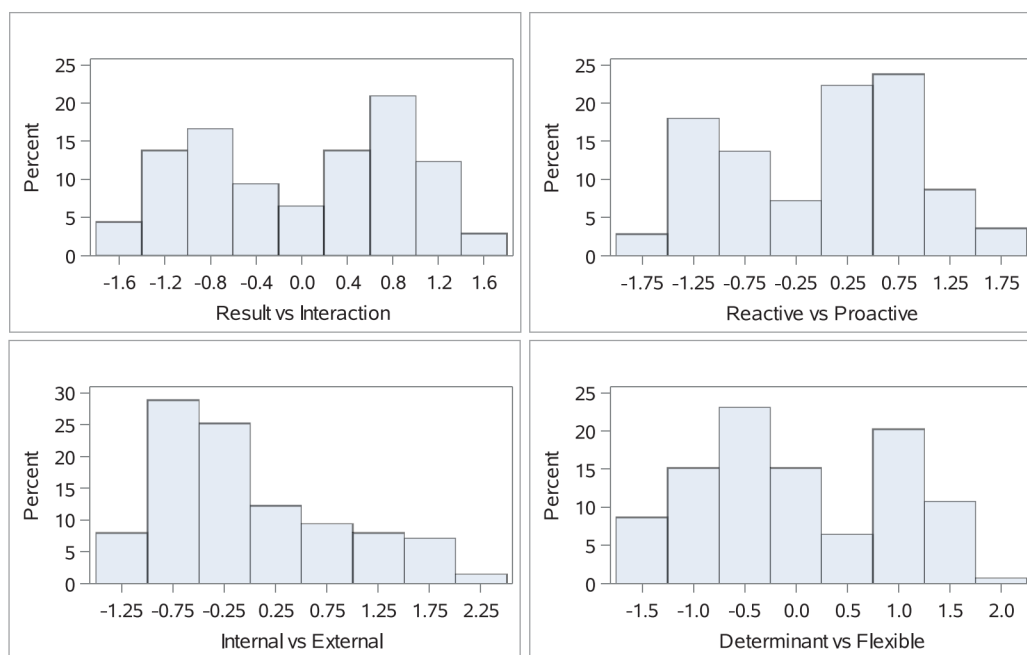 25
20
15
10
5
0
Percent
-1.6 -1.2 -0.8 -0.4 0.0 0.4 0.8 1.2 1.6
Result vs Interaction
25
20
15
10
5
0
Percent
-1.75 -1.25 -0.75 -0.25 0.25 0.75 1.25 1.75
Reactive vs Proactive
30
25
20
15
10
5
0
Percent
-1.25 -0.75 -0.25 0.25 0.75 1.25 1.75 2.25
Internal vs External
25
20
15
10
5
0
Percent
-1.5 -1.0 -0.5 0.0 0.5 1.0 1.5 2.0
Determinant vs Flexible